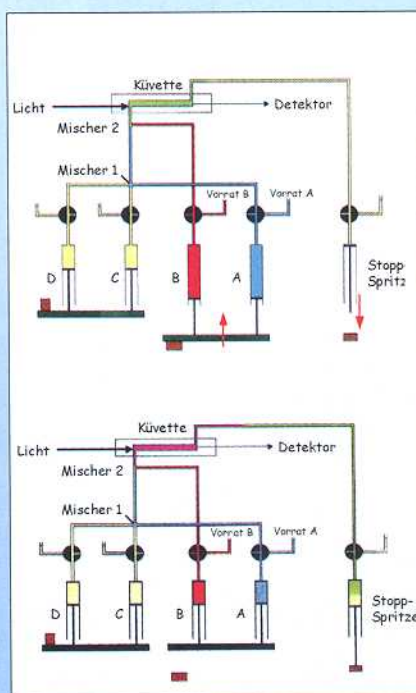 Küvette
Licht
Detektor
Mischer 2
Mischer 1
Vorrat B
Vorrat A
D
C
B
A
Stopp-
Spritz
Küvette
Licht
Detektor
Mischer 2
Mischer 1
Vorrat B
Vorrat A
D
C
B
A
Stopp-
Spritze